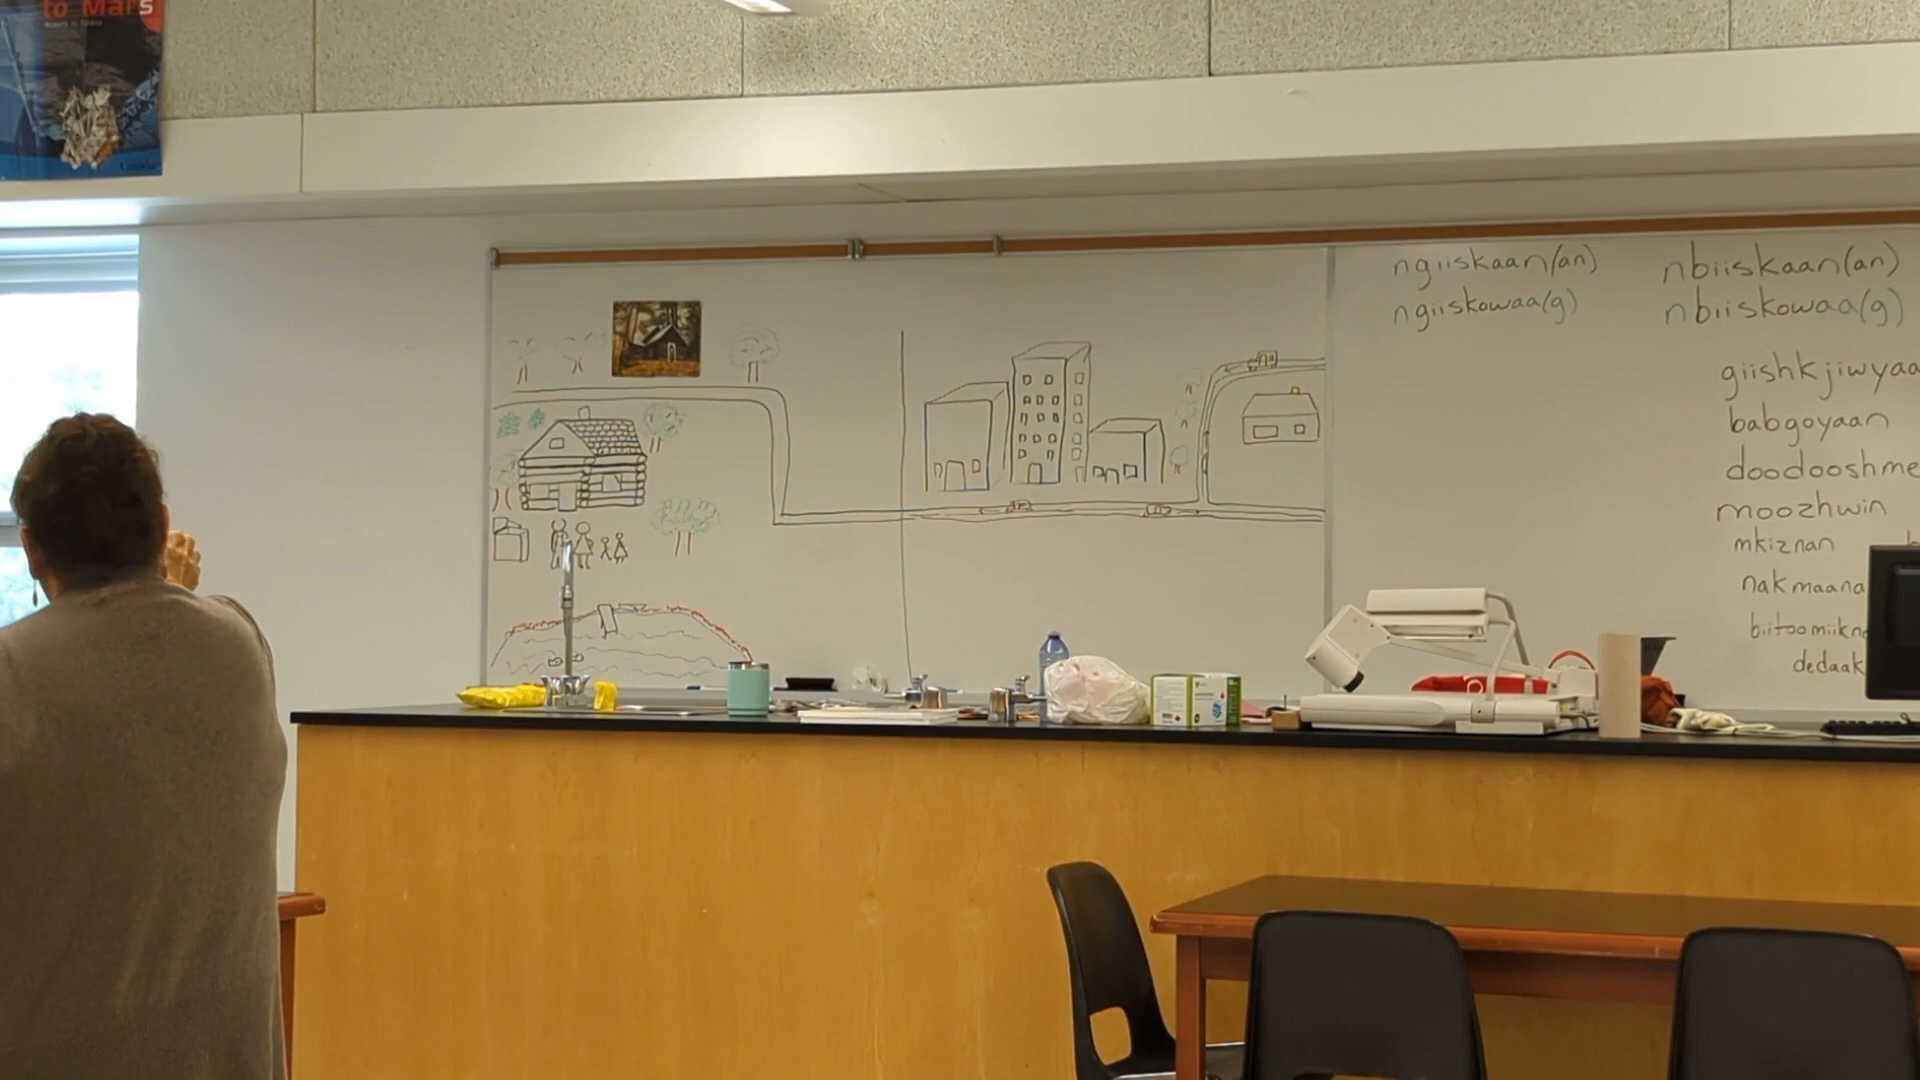 to Mars
ngiiskaan(an)
ngiiskowaa(g)
nbiiskaan(an)
nbiiskowaa(g)
giishkjiwyaa
babgoyaan
doodooshme
moozhwin
mkiznan
nakmaana
biitoomiikn
dedaak